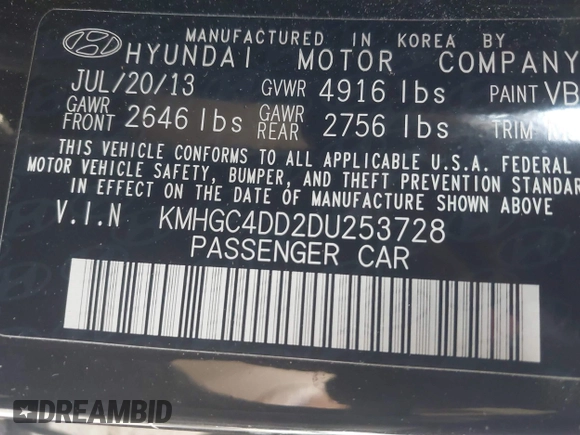 MANUFACTURED IN KOREA BY
HYUNDAI MOTOR COMPANY
JUL/20/13 GVWR 4916 lbs PAINT VB
GAWR FRONT 2646 lbs GAWR REAR 2756 lbs TRIM
THIS VEHICLE CONFORMS TO ALL APPLICABLE U.S.A. FEDERAL
MOTOR VEHICLE SAFETY, BUMPER, AND THEFT PREVENTION STANDA
IN EFFECT ON THE DATE OF MANUFACTURE SHOWN ABOVE
V.I.N KMHGC4DD2DU253728
PASSENGER CAR
DREAMBID